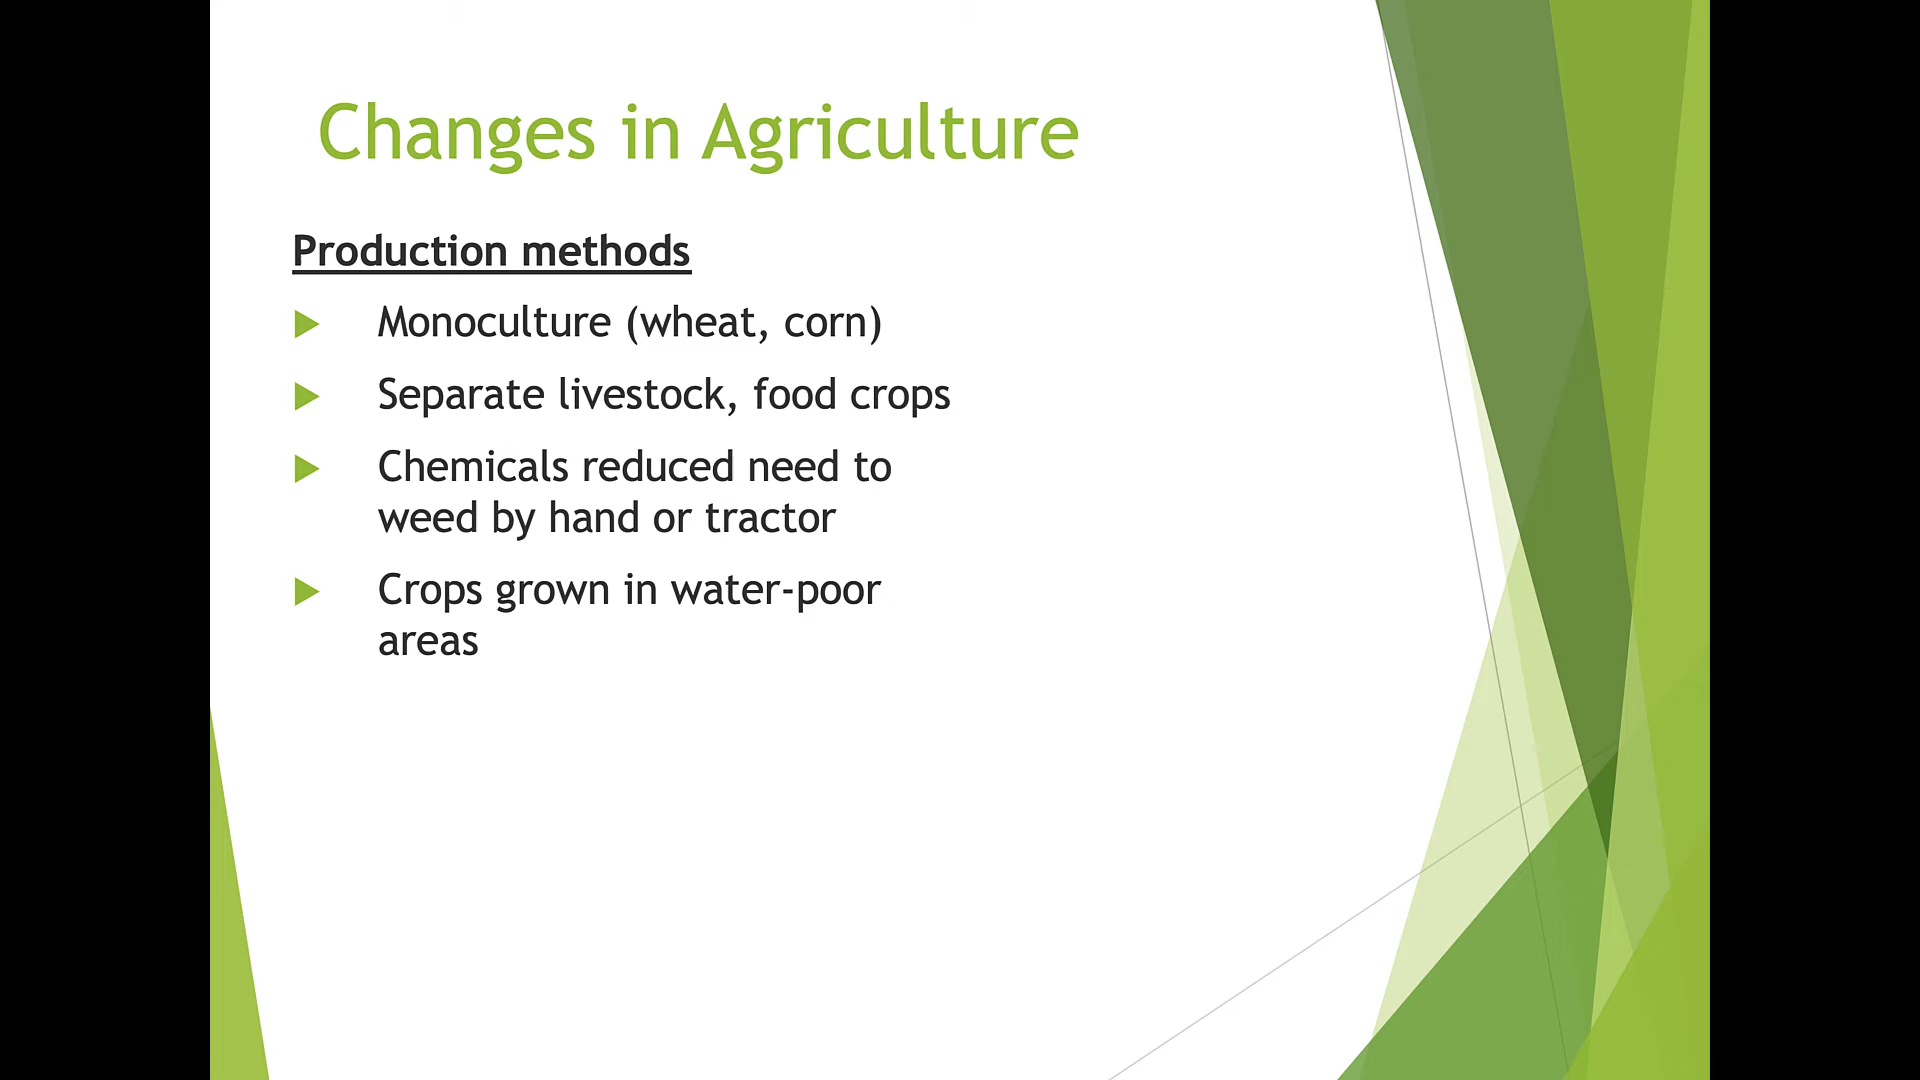 Changes in Agriculture
Production methods
Monoculture (wheat, corn)
Separate livestock, food crops
Chemicals reduced need to
weed by hand or tractor
Crops grown in water-poor
areas